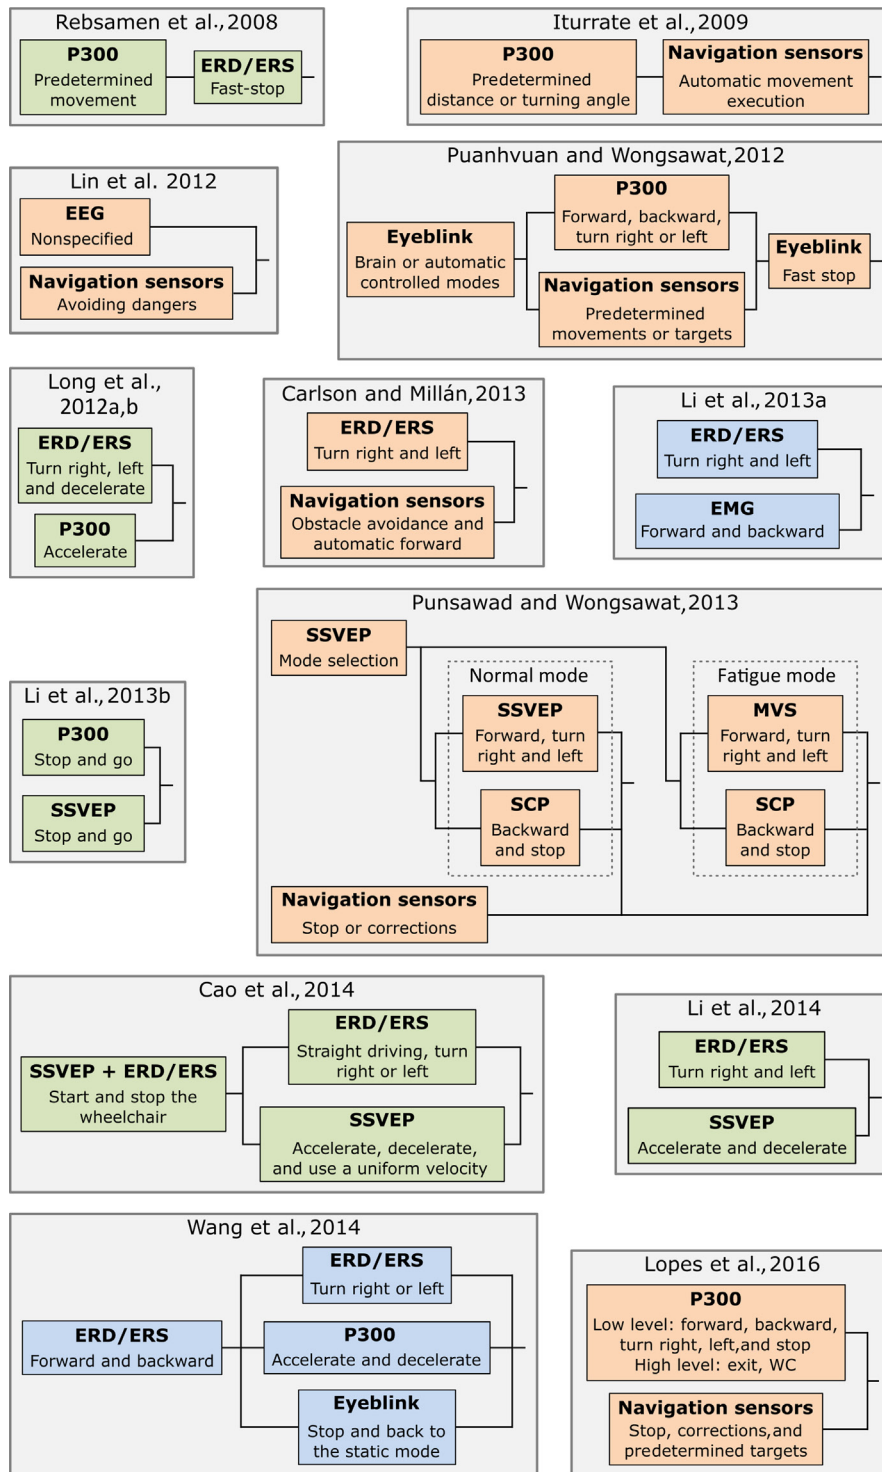 Rebsamen et al.,2008
P300
Predetermined
movement
ERD/ERS
Fast-stop
Iturrate et al.,2009
P300
Predetermined
distance or turning angle
Navigation sensors
Automatic movement
execution
Lin et al. 2012
EEG
Nonspecified
Navigation sensors
Avoiding dangers
Puanhvuan and Wongsawat,2012
Eyeblink
Brain or automatic
controlled modes
P300
Forward, backward,
turn right or left
Navigation sensors
Predetermined
movements or targets
Eyeblink
Fast stop
Long et al.,
2012a,b
ERD/ERS
Turn right, left
and decelerate
P300
Accelerate
Carlson and Millán,2013
ERD/ERS
Turn right and left
Navigation sensors
Obstacle avoidance and
automatic forward
Li et al.,2013a
ERD/ERS
Turn right and left
EMG
Forward and backward
Punsawad and Wongsawat,2013
SSVEP
Mode selection
Normal mode
SSVEP
Forward, turn
right and left
SCP
Backward
and stop
Fatigue mode
MVS
Forward, turn
right and left
SCP
Backward
and stop
Navigation sensors
Stop or corrections
Li et al.,2013b
P300
Stop and go
SSVEP
Stop and go
Cao et al.,2014
SSVEP + ERD/ERS
Start and stop the
wheelchair
ERD/ERS
Straight driving, turn
right or left
SSVEP
Accelerate, decelerate,
and use a uniform velocity
Li et al.,2014
ERD/ERS
Turn right and left
SSVEP
Accelerate and decelerate
Wang et al.,2014
ERD/ERS
Forward and backward
ERD/ERS
Turn right or left
P300
Accelerate and decelerate
Eyeblink
Stop and back to
the static mode
Lopes et al.,2016
P300
Low level: forward, backward,
turn right, left,and stop
High level: exit, WC
Navigation sensors
Stop, corrections,and
predetermined targets